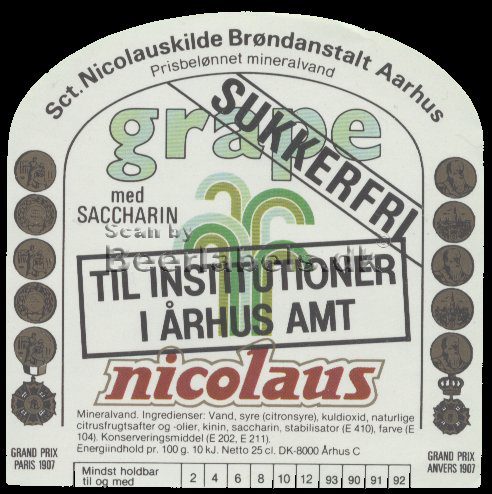 Sct. Nicolauskilde Brøndanstalt Aarhus
Prisbelønnet mineralvand
grape
SUKKERFRI
med
SACCHARIN
Scan by
Beerlabels.dk
TIL INSTITUTIONER
I ÅRHUS AMT
nicolaus
Mineralvand. Ingredienser: Vand, syre (citronsyre), kuldioxid, naturlige
citrusfrugtsafter og -olier, kinin, saccharin, stabilisator (E 410), farve (E
104). Konserveringsmiddel (E 202, E 211).
Energiindhold pr. 100 g. 10 kJ. Netto 25 cl. DK-8000 Århus C
GRAND PRIX
PARIS 1907
GRAND PRIX
ANVERS 1907
Mindst holdbar
til og med
2 4 6 8 10 12 93 90 91 92